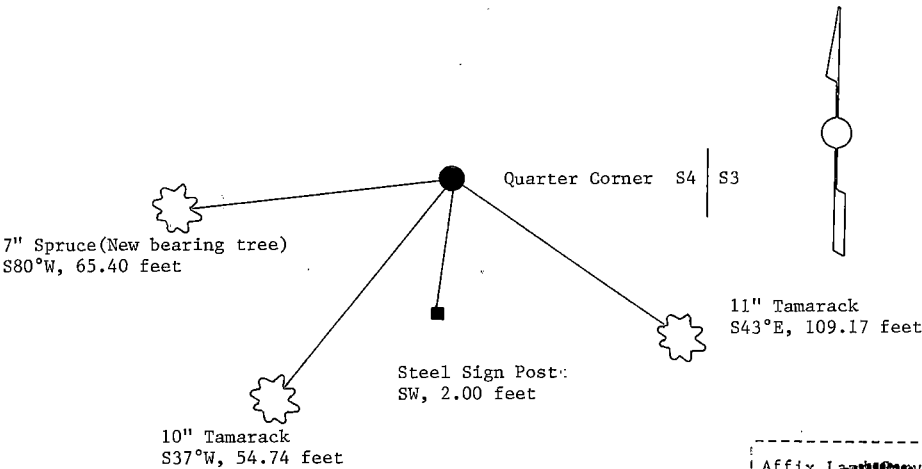 Quarter Corner S4 | S3
7" Spruce(New bearing tree)
S80°W, 65.40 feet
11" Tamarack
S43°E, 109.17 feet
Steel Sign Post:
SW, 2.00 feet
10" Tamarack
S37°W, 54.74 feet
Affix